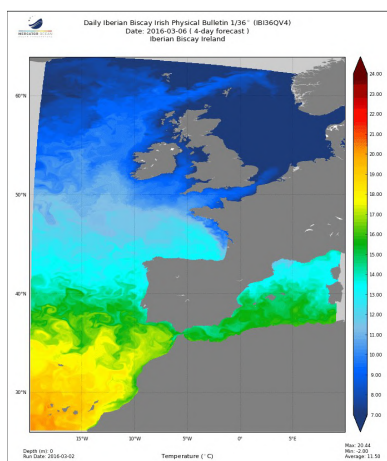 MERCATOR OCEAN
Daily Iberian Biscay Irish Physical Bulletin 1/36° (IBI36QV4)
Date: 2016-03-06 ( 4-day forecast )
Iberian Biscay Ireland
60°N
50°N
40°N
30°N
15°W 10°W 5°W 0° 5°E
24.00
23.00
22.00
21.00
20.00
19.00
18.00
17.00
16.00
15.00
14.00
13.00
12.00
11.00
10.00
9.00
8.00
7.00
Depth (m): 0
Run Date: 2016-03-02
Temperature (°C)
Max: 20.44
Min: -2.00
Average: 11.50